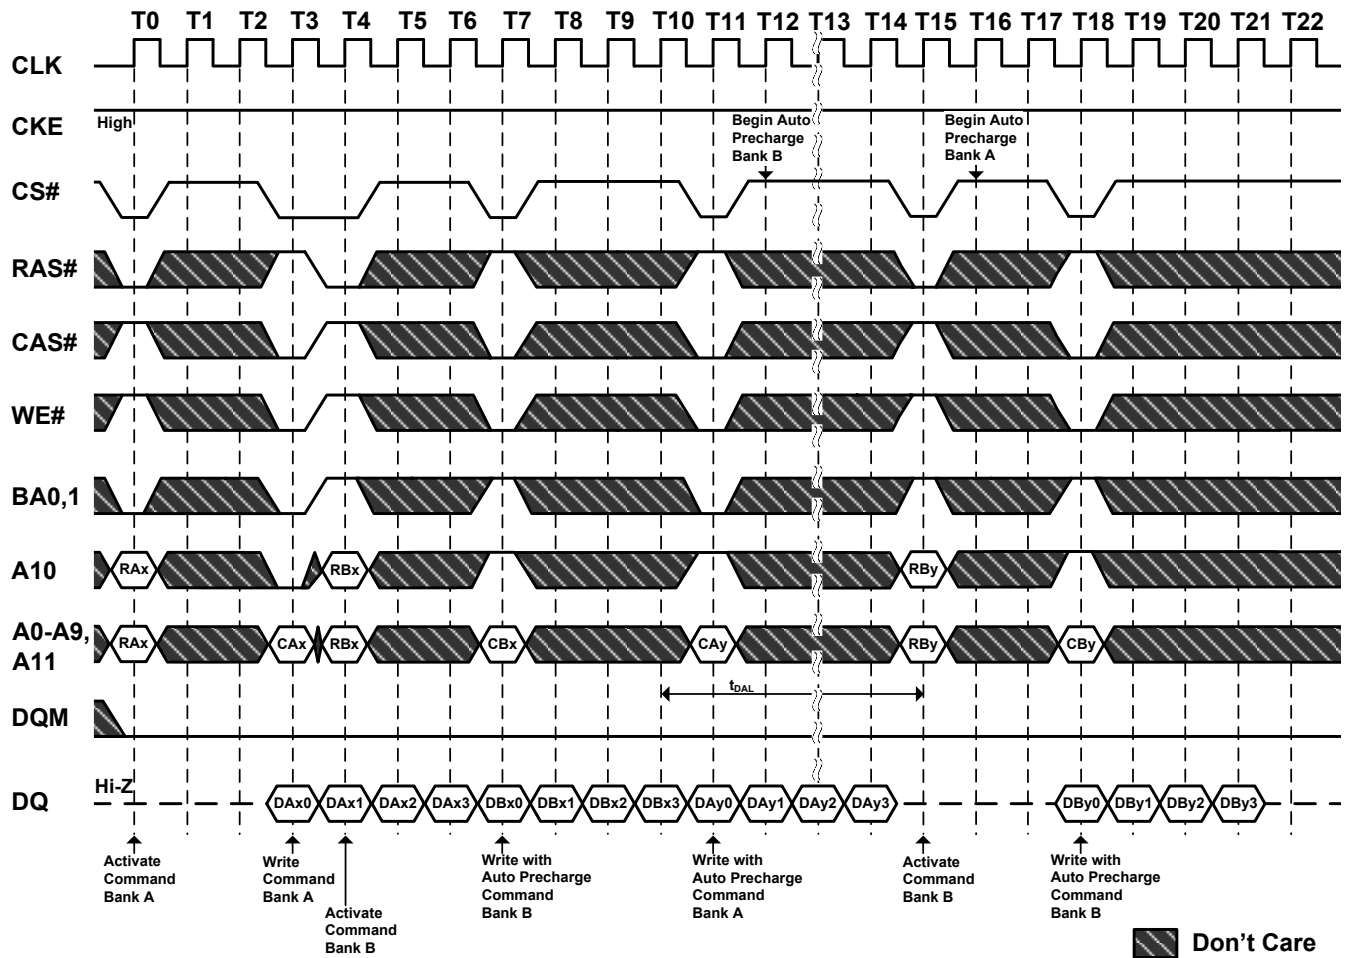 T0 T1 T2 T3 T4 T5 T6 T7 T8 T9 T10 T11 T12 T13 T14 T15 T16 T17 T18 T19 T20 T21 T22
CLK
CKE
High
Begin Auto
Precharge
Bank B
Begin Auto
Precharge
Bank A
CS#
RAS#
CAS#
WE#
BA0,1
A10
RAx RBx RBy
A0-A9,
A11
RAx CAx RBx CBx CAy RBy CBy
tDAL
DQM
DQ
Hi-Z
DAx0 DAx1 DAx2 DAx3 DBx0 DBx1 DBx2 DBx3 DAy0 DAy1 DAy2 DAy3 DBy0 DBy1 DBy2 DBy3
Activate
Command
Bank A
Write
Command
Bank A
Activate
Command
Bank B
Write with
Auto Precharge
Command
Bank B
Write with
Auto Precharge
Command
Bank A
Activate
Command
Bank B
Write with
Auto Precharge
Command
Bank B
Don't Care